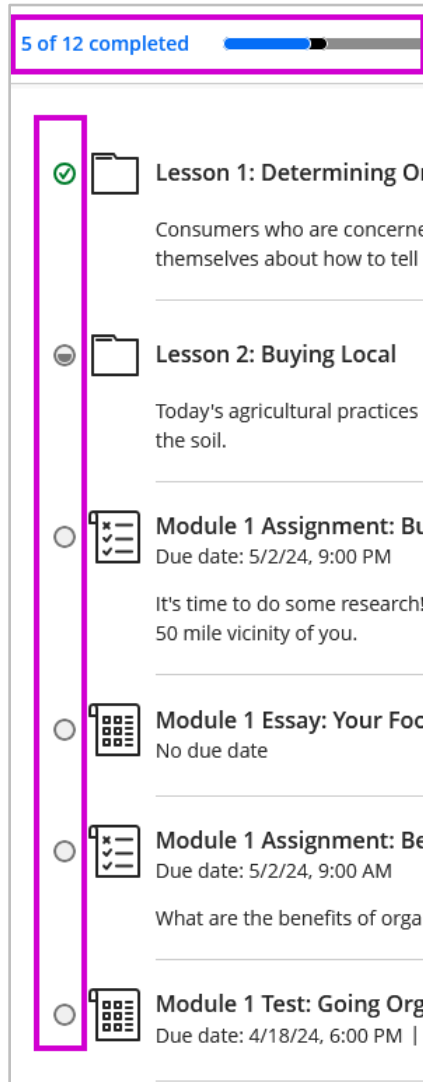 5 of 12 completed
Lesson 1: Determining
Consumers who are
themselves about how to tell
Lesson 2: Buying Local
Today's agricultural practices
the soil.
Module 1 Assignment:
Due date: 5/2/24, 9:00 PM
It's time to do some research!
50 mile vicinity of you.
Module 1 Essay: Your
No due date
Module 1 Assignment:
Due date: 5/2/24, 9:00 AM
What are the benefits of
Module 1 Test: Going
Due date: 4/18/24, 6:00 PM |